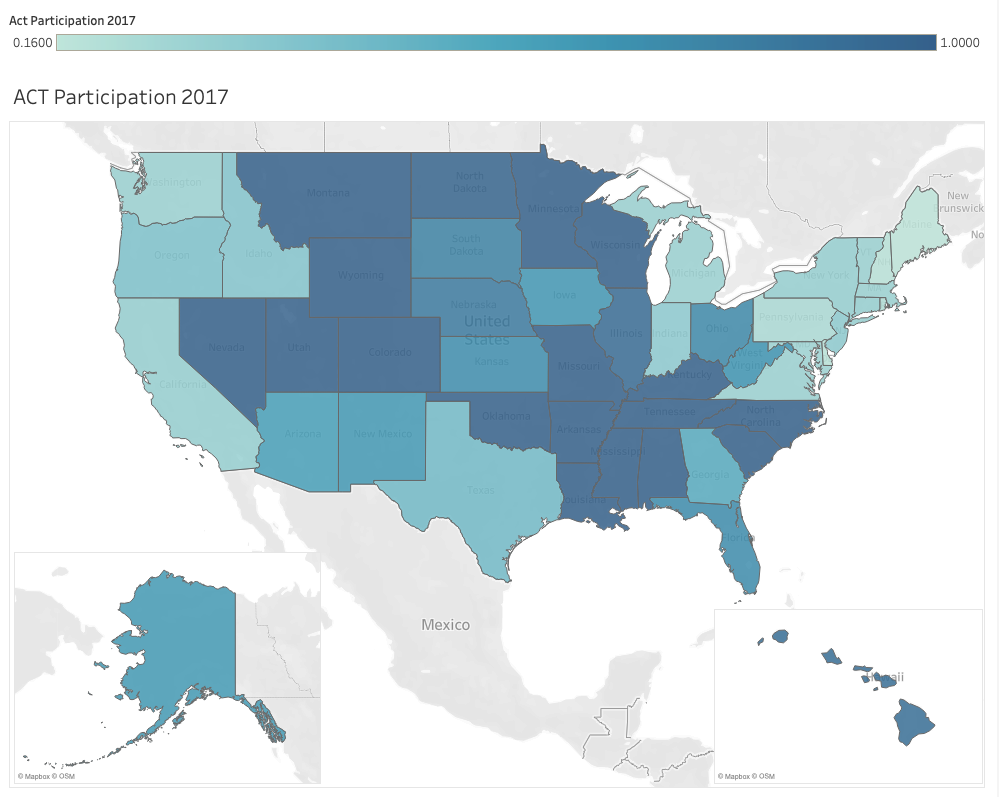 Act Participation 2017
0.1600
1.0000
ACT Participation 2017
Montana
North
Dakota
Minnesota
New
Brunswick
No
Washington
Oregon
Idaho
South
Dakota
Wisconsin
Maine
Michigan
New York
Wyoming
Nebraska
Iowa
Pennsylvania
United
States
Illinois
Indiana
Ohio
Nevada
Utah
Colorado
Kansas
Missouri
West
Virginia
California
Kentucky
Arizona
New Mexico
Oklahoma
Arkansas
Tennessee
North
Carolina
Mississippi
Texas
Louisiana
Georgia
Florida
Mexico
Hawaii
© Mapbox © OSM
© Mapbox © OSM